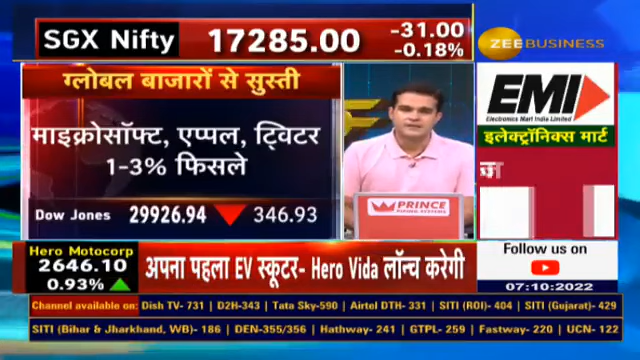 SGX Nifty 17285.00 -31.00
-0.18%
ZEE BUSINESS
ग्लोबल बाजारों से सुस्ती
माइक्रोसॉफ्ट, एप्पल, ट्विटर
1-3% फिसले
Dow Jones 29926.94 346.93
EMI
Electronics Mart India Limited
इलेक्ट्रॉनिक्स मार्ट
PRINCE
PIPING SYSTEMS
Hero Motocorp
2646.10
0.93%
अपना पहला EV स्कूटर- Hero Vida लॉन्च करेगी
Follow us on
07:10:2022
Channel available on: Dish TV- 731 | D2H-343 | Tata Sky-590 | Airtel DTH- 331 | SITI (ROI)- 404 | SITI (Gujarat)- 429
SITI (Bihar & Jharkhand, WB)- 186 | DEN-355/356 | Hathway- 241 | GTPL- 259 | Fastway- 220 | UCN- 122